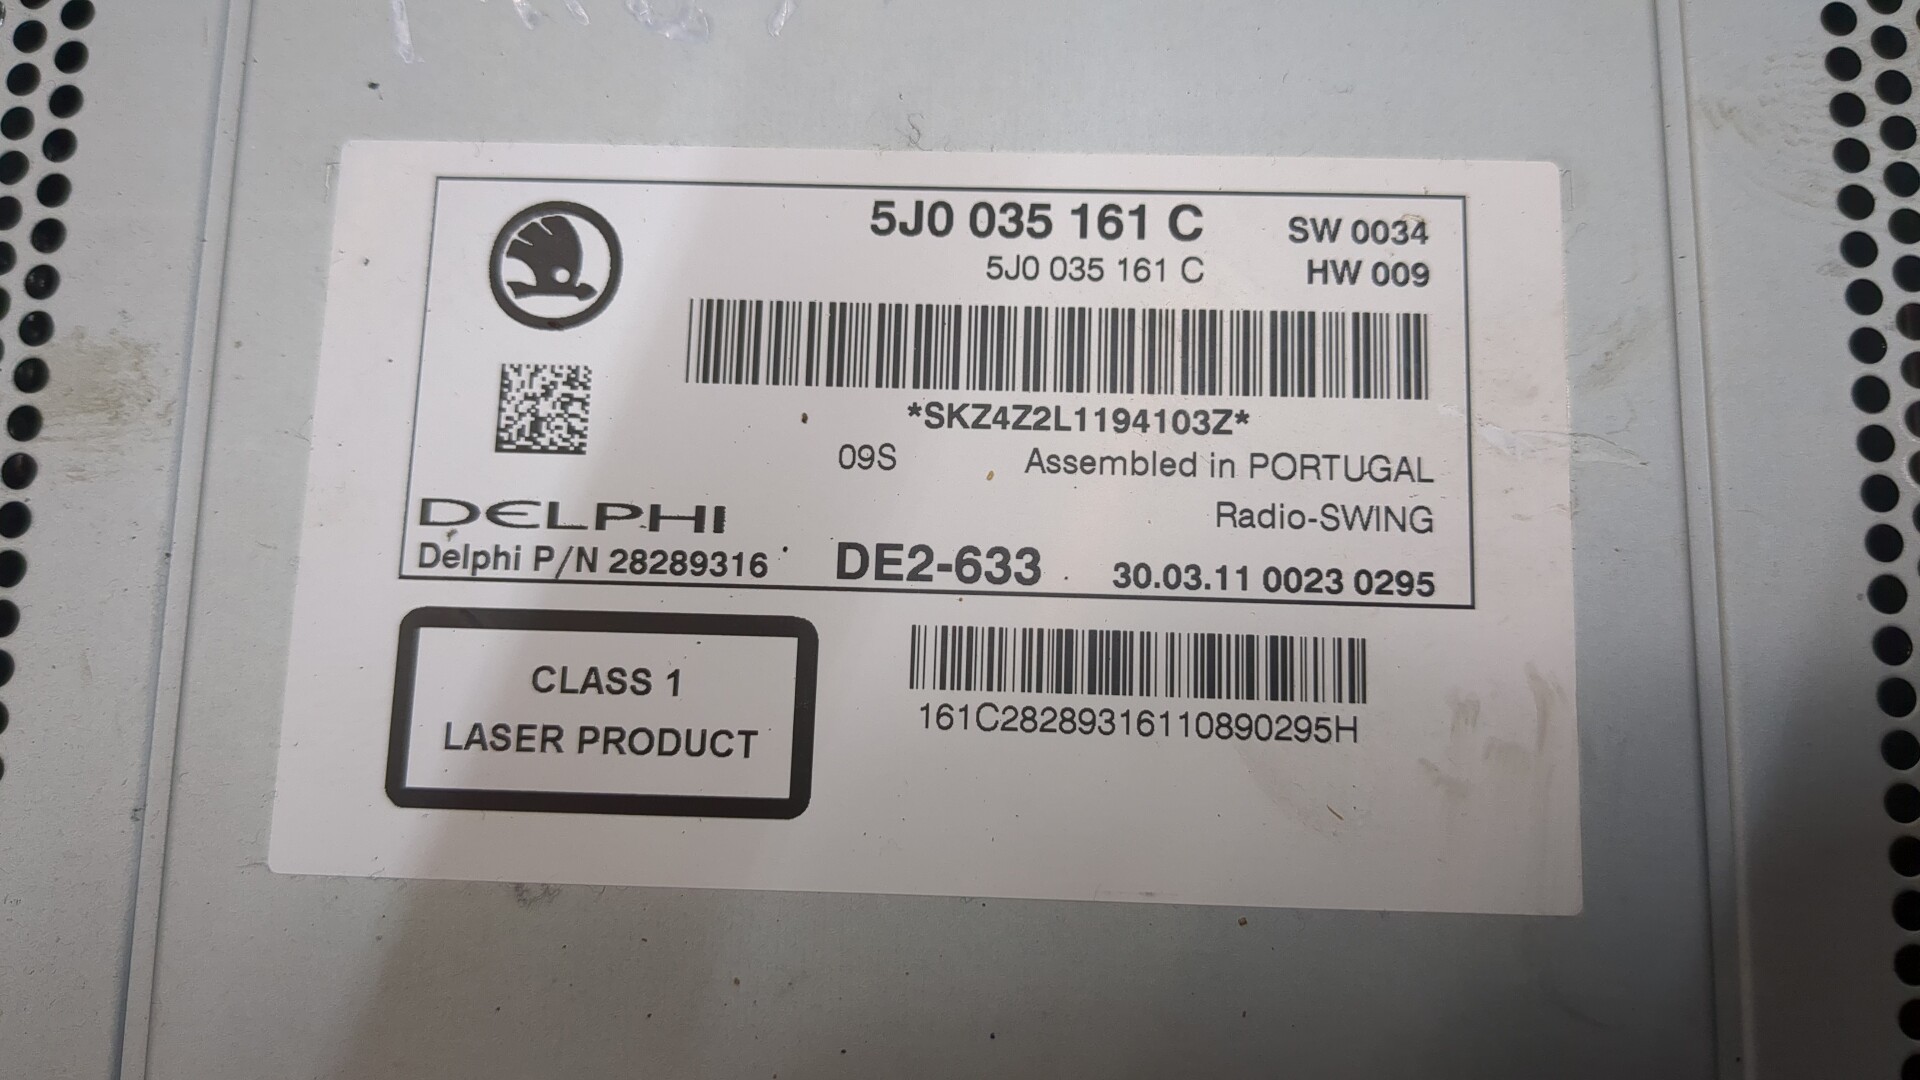 5J0 035 161 C SW 0034
5J0 035 161 C HW 009
*SKZ4Z2L1194103Z*
09S Assembled in PORTUGAL
DELPHI Radio-SWING
Delphi P/N 28289316 DE2-633 30.03.11 0023 0295
CLASS 1
LASER PRODUCT
161C28289316110890295H